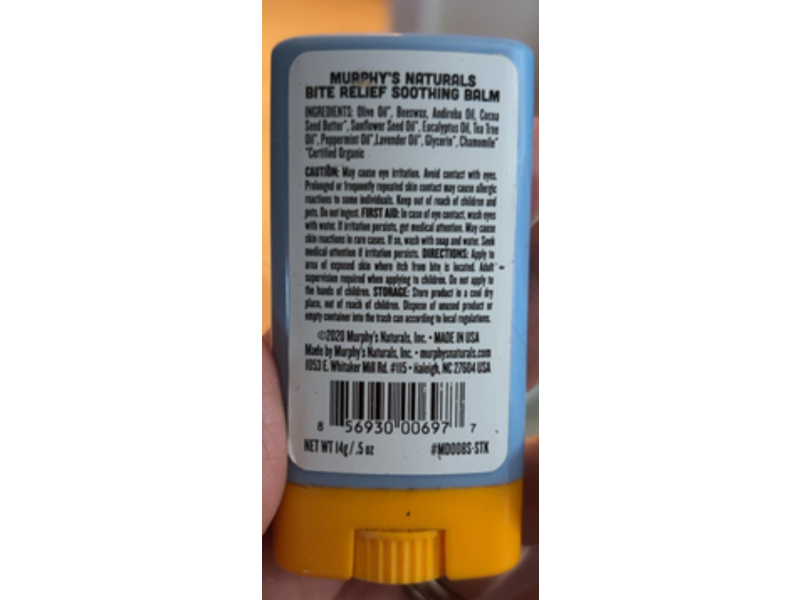 MURPHY'S NATURALS
BITE RELIEF SOOTHING BALM
INGREDIENTS: Olive Oil*, Beeswax, Andiroba Oil, Cocoa
Seed Butter*, Sunflower Seed Oil*, Eucalyptus Oil, Tea Tree
Oil*, Peppermint Oil*, Lavender Oil*, Glycerin*, Chamomile*
*Certified Organic
CAUTION: May cause eye irritation. Avoid contact with eyes.
Prolonged or frequently repeated skin contact may cause allergic
reactions to some individuals. Keep out of reach of children and
pets. Do not ingest. FIRST AID: In case of eye contact, wash eyes
with water. If irritation persists, get medical attention. May cause
skin reactions in rare cases. If so, wash with soap and water. Seek
medical attention if irritation persists. DIRECTIONS: Apply to
area of exposed skin where itch from bite is located. Adult
supervision required when applying to children. Do not apply to
the hands of children. STORAGE: Store product in a cool dry
place, out of reach of children. Dispose of unused product or
empty container into the trash can according to local regulations.
©2020 Murphy's Naturals, Inc. • MADE IN USA
Made by Murphy's Naturals, Inc. • murphysnaturals.com
1053 E. Whitaker Mill Rd. #115 • Raleigh, NC 27604 USA
8 56930 00697 7
NET WT 14g / .5 oz #MD008S-STK